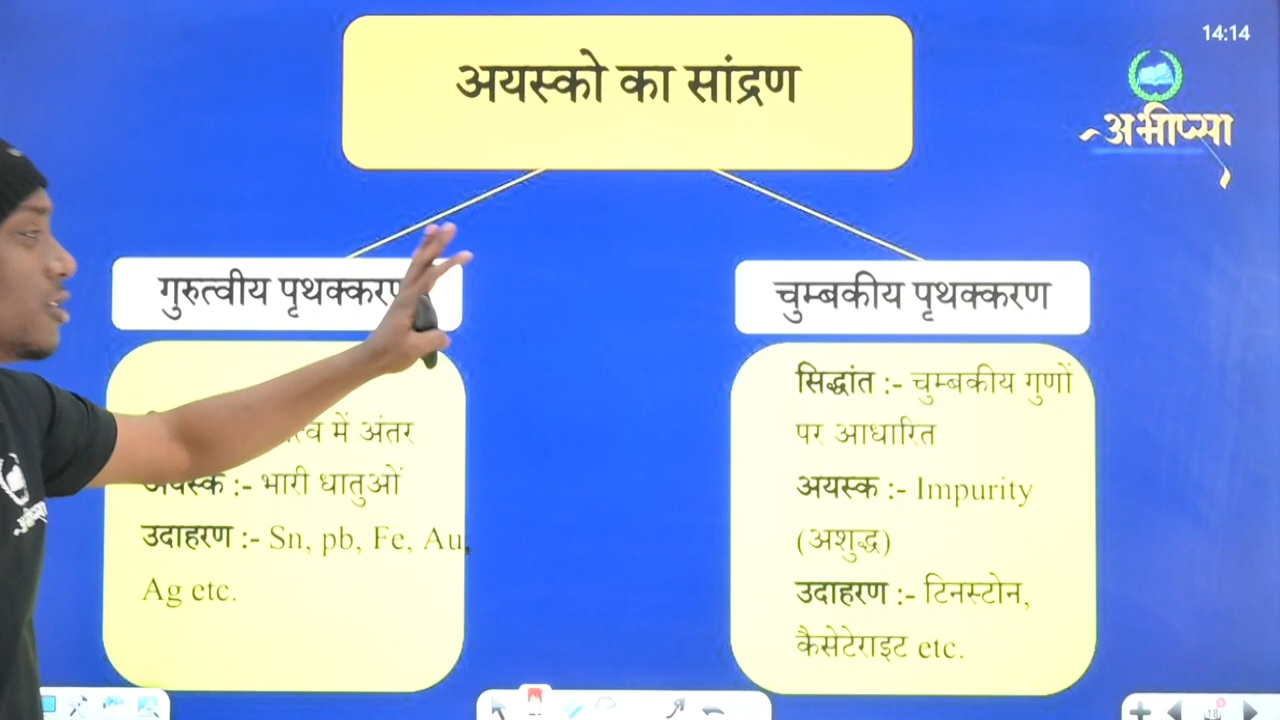 14:14
अभीप्सा
अयस्को का सांद्रण
गुरुत्वीय पृथक्करण
चुम्बकीय पृथक्करण
में अंतर
अयस्क :- भारी धातुओं
उदाहरण :- Sn, pb, Fe, Au,
Ag etc.
सिद्धांत :- चुम्बकीय गुणों
पर आधारित
अयस्क :- Impurity
(अशुद्ध)
उदाहरण :- टिनस्टोन,
कैसेटेराइट etc.
18